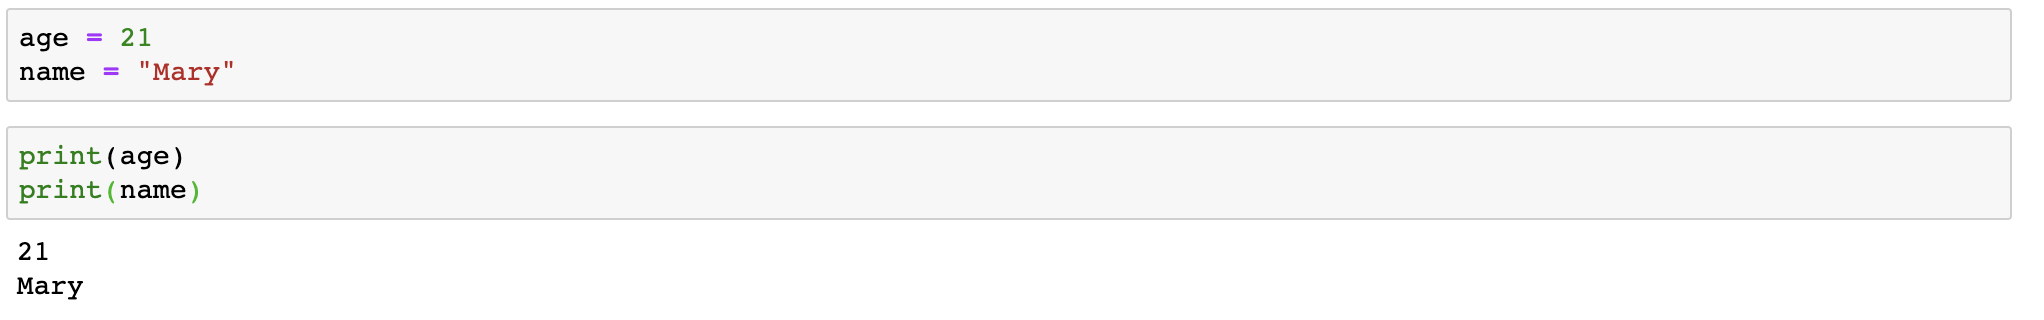 age = 21
name = "Mary"
print(age)
print(name)
21
Mary